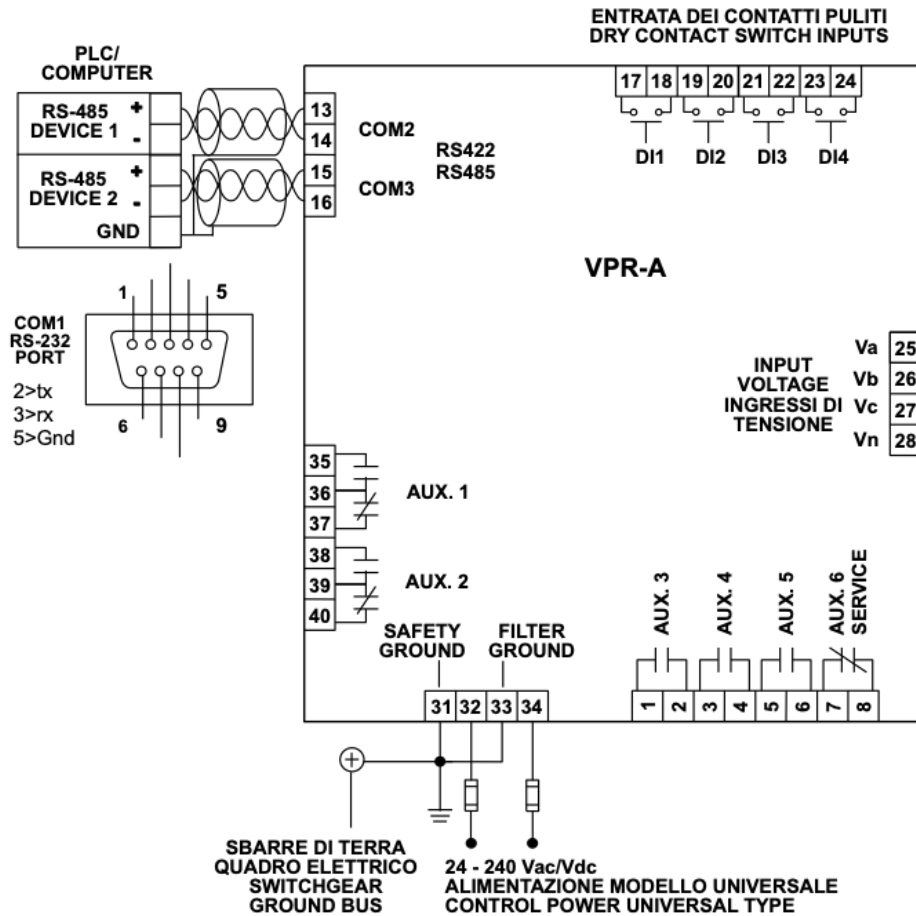 ENTRATA DEI CONTATTI PULITI
DRY CONTACT SWITCH INPUTS
17 18 19 20 21 22 23 24
DI1 DI2 DI3 DI4
PLC/
COMPUTER
RS-485
DEVICE 1
+
-
RS-485
DEVICE 2
+
-
GND
13
14
15
16
COM2
COM3
RS422
RS485
VPR-A
COM1
RS-232
PORT
2>tx
3>rx
5>Gnd
1 5
6 9
INPUT
VOLTAGE
INGRESSI DI
TENSIONE
Va 25
Vb 26
Vc 27
Vn 28
35
36
37
38
39
40
AUX. 1
AUX. 2
SAFETY
GROUND
FILTER
GROUND
31 32 33 34
AUX. 3
AUX. 4
AUX. 5
AUX. 6
SERVICE
1 2 3 4 5 6 7 8
SBARRE DI TERRA
QUADRO ELETTRICO
SWITCHGEAR
GROUND BUS
24 - 240 Vac/Vdc
ALIMENTAZIONE MODELLO UNIVERSALE
CONTROL POWER UNIVERSAL TYPE